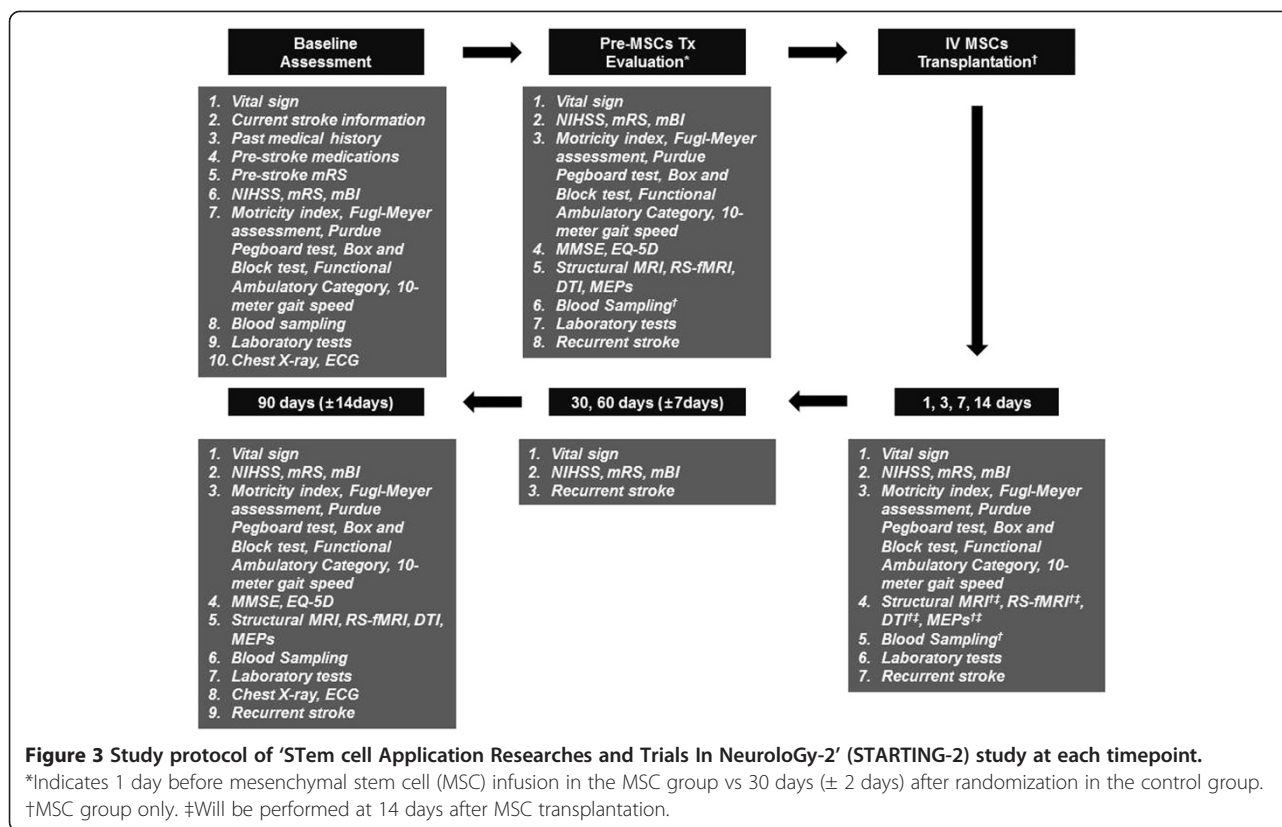 Baseline
Assessment
Pre-MSCs Tx
Evaluation*
IV MSCs
Transplantation†
1. Vital sign
2. Current stroke information
3. Past medical history
4. Pre-stroke medications
5. Pre-stroke mRS
6. NIHSS, mRS, mBI
7. Motricity index, Fugl-Meyer
assessment, Purdue
Pegboard test, Box and
Block test, Functional
Ambulatory Category, 10-
meter gait speed
8. Blood sampling
9. Laboratory tests
10. Chest X-ray, ECG
1. Vital sign
2. NIHSS, mRS, mBI
3. Motricity index, Fugl-Meyer
assessment, Purdue
Pegboard test, Box and
Block test, Functional
Ambulatory Category, 10-
meter gait speed
4. MMSE, EQ-5D
5. Structural MRI, RS-fMRI,
DTI, MEPs
6. Blood Sampling†
7. Laboratory tests
8. Recurrent stroke
1, 3, 7, 14 days
1. Vital sign
2. NIHSS, mRS, mBI
3. Motricity index, Fugl-Meyer
assessment, Purdue
Pegboard test, Box and
Block test, Functional
Ambulatory Category, 10-
meter gait speed
4. Structural MRI†‡, RS-fMRI†‡,
DTI†‡, MEPs†‡
5. Blood Sampling†
6. Laboratory tests
7. Recurrent stroke
30, 60 days (±7days)
1. Vital sign
2. NIHSS, mRS, mBI
3. Recurrent stroke
90 days (±14days)
1. Vital sign
2. NIHSS, mRS, mBI
3. Motricity index, Fugl-Meyer
assessment, Purdue
Pegboard test, Box and
Block test, Functional
Ambulatory Category, 10-
meter gait speed
4. MMSE, EQ-5D
5. Structural MRI, RS-fMRI, DTI,
MEPs
6. Blood Sampling
7. Laboratory tests
8. Chest X-ray, ECG
9. Recurrent stroke
Figure 3 Study protocol of ‘STem cell Application Researches and Trials In NeuroloGy-2’ (STARTING-2) study at each timepoint.
*Indicates 1 day before mesenchymal stem cell (MSC) infusion in the MSC group vs 30 days (± 2 days) after randomization in the control group.
†MSC group only. ‡Will be performed at 14 days after MSC transplantation.